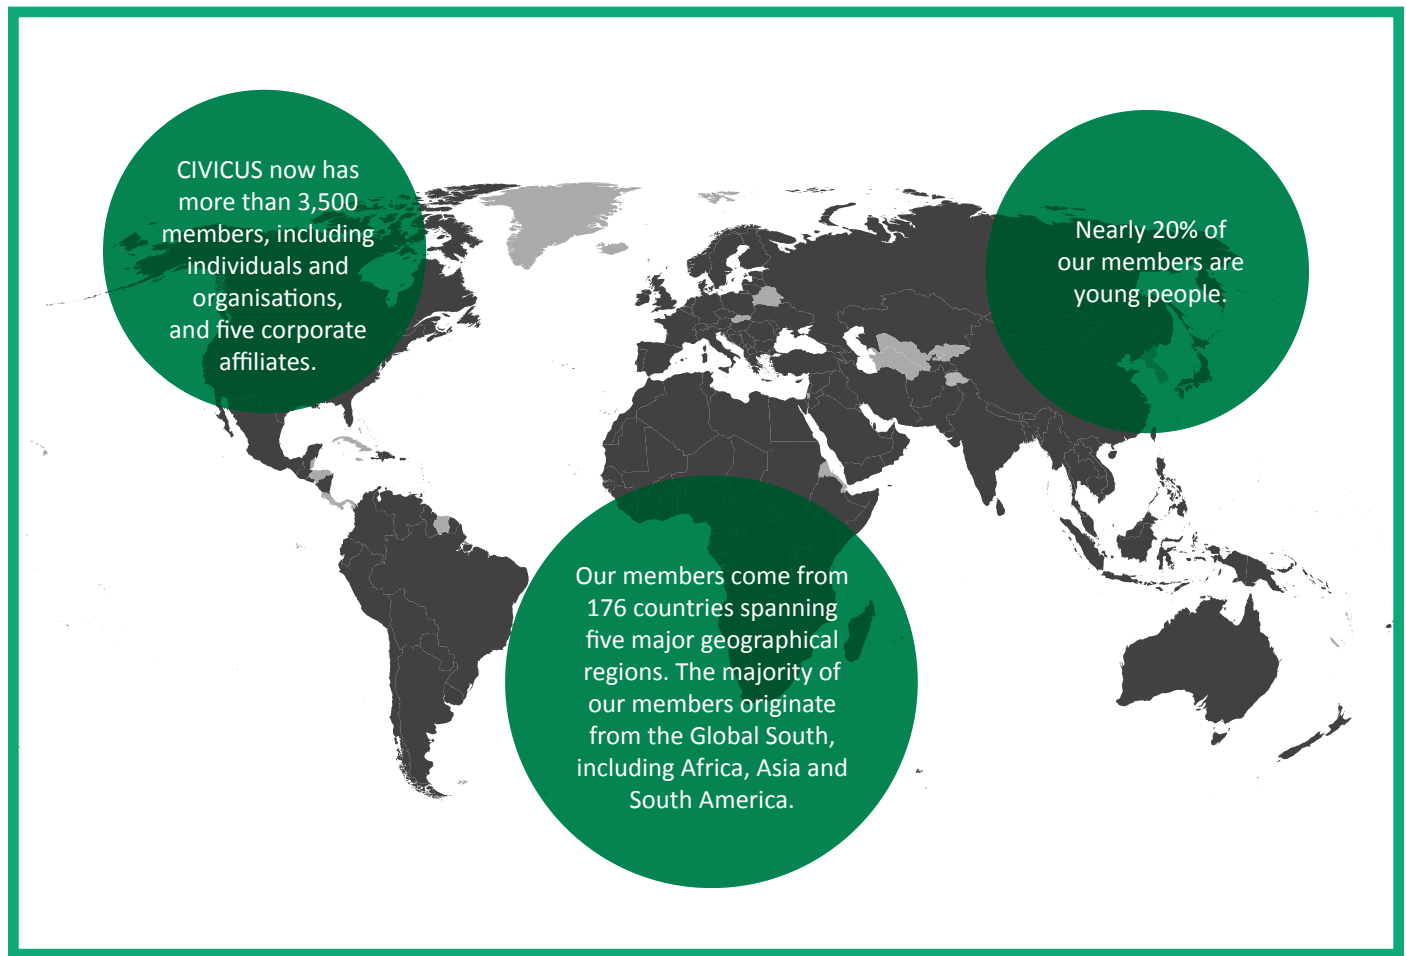 CIVICUS now has
more than 3,500
members, including
individuals and
organisations,
and five corporate
affiliates.
Nearly 20% of
our members are
young people.
Our members come from
176 countries spanning
five major geographical
regions. The majority of
our members originate
from the Global South,
including Africa, Asia and
South America.